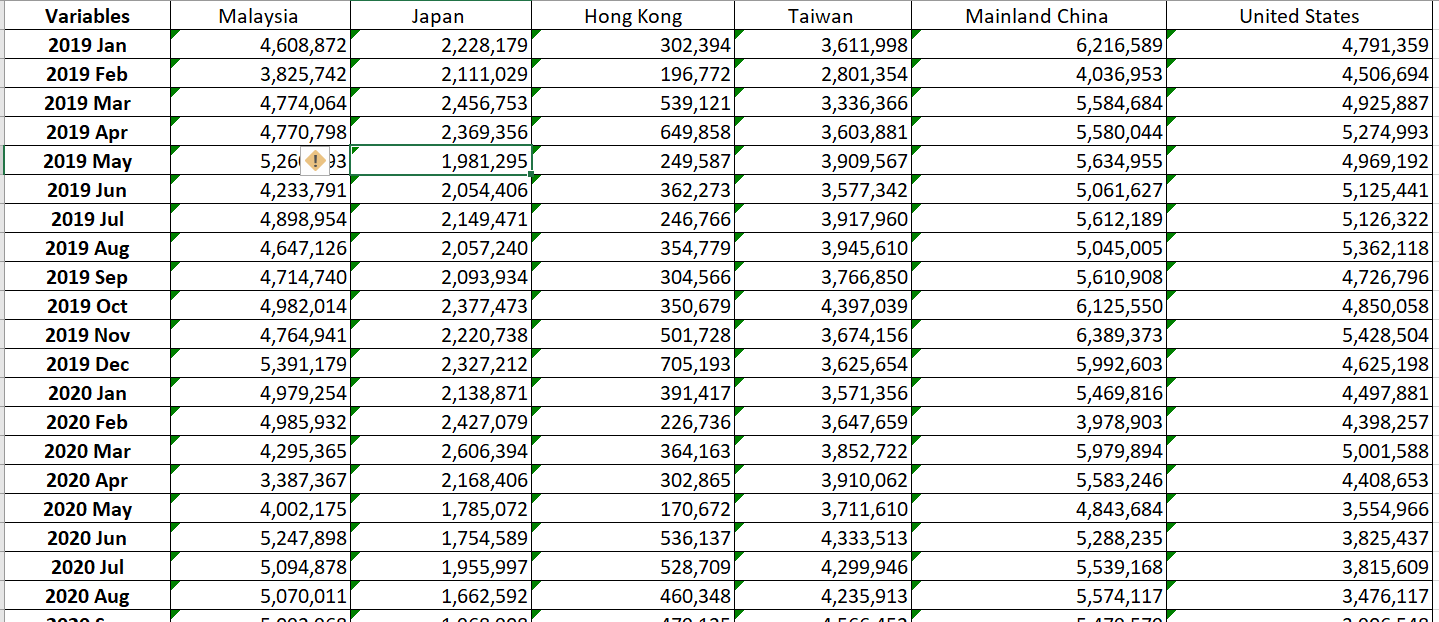 Variables Malaysia Japan Hong Kong Taiwan Mainland China United States
2019 Jan 4,608,872 2,228,179 302,394 3,611,998 6,216,589 4,791,359
2019 Feb 3,825,742 2,111,029 196,772 2,801,354 4,036,953 4,506,694
2019 Mar 4,774,064 2,456,753 539,121 3,336,366 5,584,684 4,925,887
2019 Apr 4,770,798 2,369,356 649,858 3,603,881 5,580,044 5,274,993
2019 May 1,981,295 249,587 3,909,567 5,634,955 4,969,192
2019 Jun 4,233,791 2,054,406 362,273 3,577,342 5,061,627 5,125,441
2019 Jul 4,898,954 2,149,471 246,766 3,917,960 5,612,189 5,126,322
2019 Aug 4,647,126 2,057,240 354,779 3,945,610 5,045,005 5,362,118
2019 Sep 4,714,740 2,093,934 304,566 3,766,850 5,610,908 4,726,796
2019 Oct 4,982,014 2,377,473 350,679 4,397,039 6,125,550 4,850,058
2019 Nov 4,764,941 2,220,738 501,728 3,674,156 6,389,373 5,428,504
2019 Dec 5,391,179 2,327,212 705,193 3,625,654 5,992,603 4,625,198
2020 Jan 4,979,254 2,138,871 391,417 3,571,356 5,469,816 4,497,881
2020 Feb 4,985,932 2,427,079 226,736 3,647,659 3,978,903 4,398,257
2020 Mar 4,295,365 2,606,394 364,163 3,852,722 5,979,894 5,001,588
2020 Apr 3,387,367 2,168,406 302,865 3,910,062 5,583,246 4,408,653
2020 May 4,002,175 1,785,072 170,672 3,711,610 4,843,684 3,554,966
2020 Jun 5,247,898 1,754,589 536,137 4,333,513 5,288,235 3,825,437
2020 Jul 5,094,878 1,955,997 528,709 4,299,946 5,539,168 3,815,609
2020 Aug 5,070,011 1,662,592 460,348 4,235,913 5,574,117 3,476,117